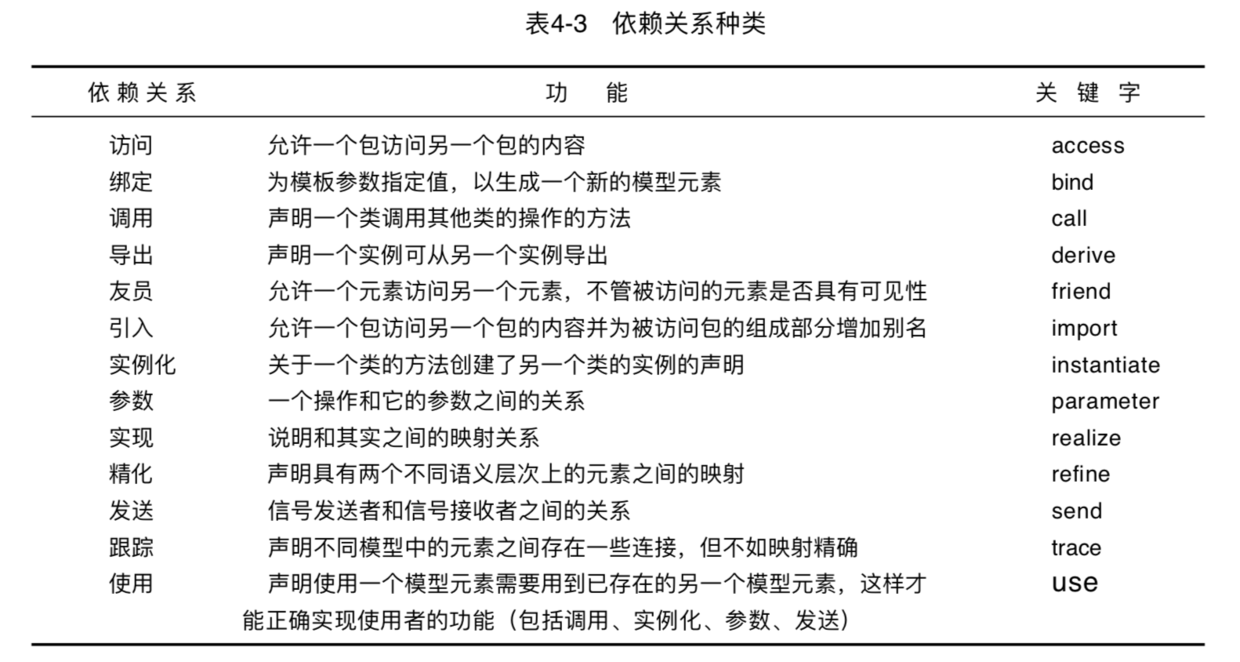 表4-3 依赖关系种类
依赖关系 功 能 关 键 字
访问 允许一个包访问另一个包的内容 access
绑定 为模板参数指定值，以生成一个新的模型元素 bind
调用 声明一个类调用其他类的操作的方法 call
导出 声明一个实例可从另一个实例导出 derive
友员 允许一个元素访问另一个元素，不管被访问的元素是否具有可见性 friend
引入 允许一个包访问另一个包的内容并为被访问包的组成部分增加别名 import
实例化 关于一个类的方法创建了另一个类的实例的声明 instantiate
参数 一个操作和它的参数之间的关系 parameter
实现 说明和其实之间的映射关系 realize
精化 声明具有两个不同语义层次上的元素之间的映射 refine
发送 信号发送者和信号接收者之间的关系 send
跟踪 声明不同模型中的元素之间存在一些连接，但不如映射精确 trace
使用 声明使用一个模型元素需要用到已存在的另一个模型元素，这样才 use
能正确实现使用者的功能（包括调用、实例化、参数、发送）